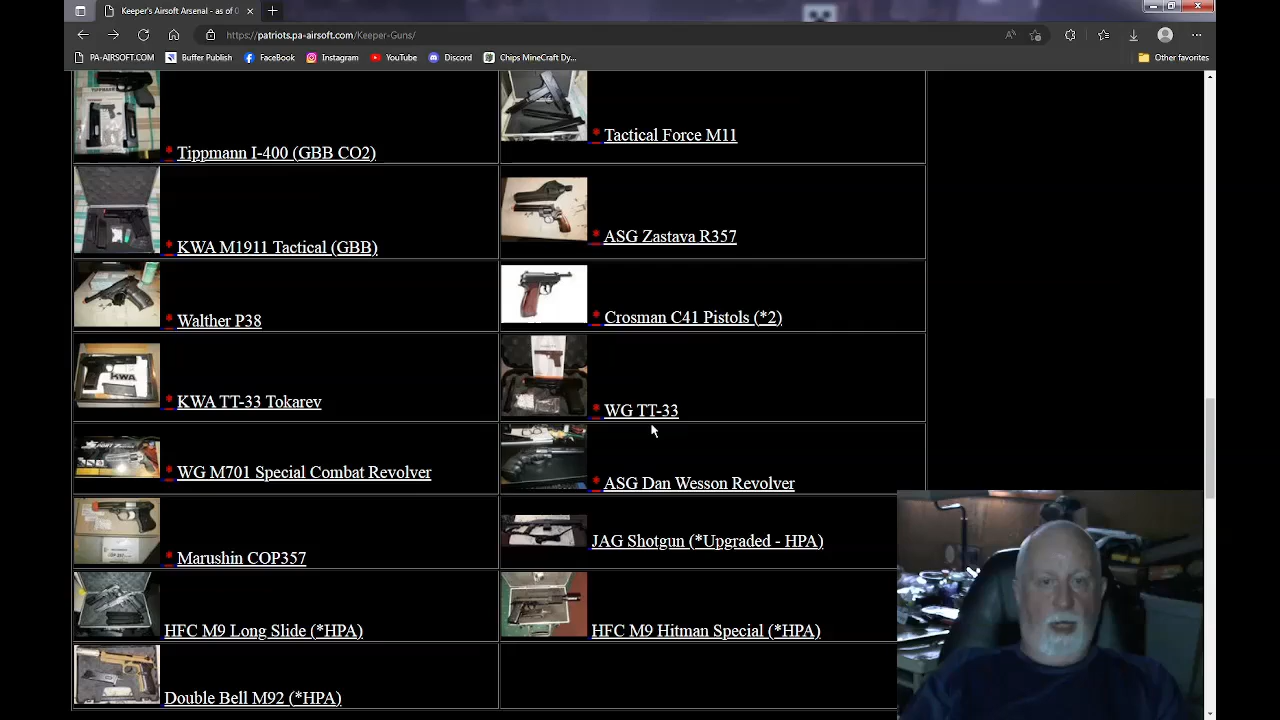 Keeper's Airsoft Arsenal - as of 0
https://patriots.pa-airsoft.com/Keeper-Guns/
PA-AIRSOFT.COM Buffer Publish FaceBook Instagram YouTube Discord Chips MineCraft Dy... Other favorites
* Tippmann I-400 (GBB CO2)
* Tactical Force M11
* KWA M1911 Tactical (GBB)
* ASG Zastava R357
* Walther P38
* Crosman C41 Pistols (*2)
* KWA TT-33 Tokarev
* WG TT-33
* WG M701 Special Combat Revolver
* ASG Dan Wesson Revolver
* Marushin COP357
JAG Shotgun (*Upgraded - HPA)
HFC M9 Long Slide (*HPA)
HFC M9 Hitman Special (*HPA)
Double Bell M92 (*HPA)
TIPPMANN
KWA